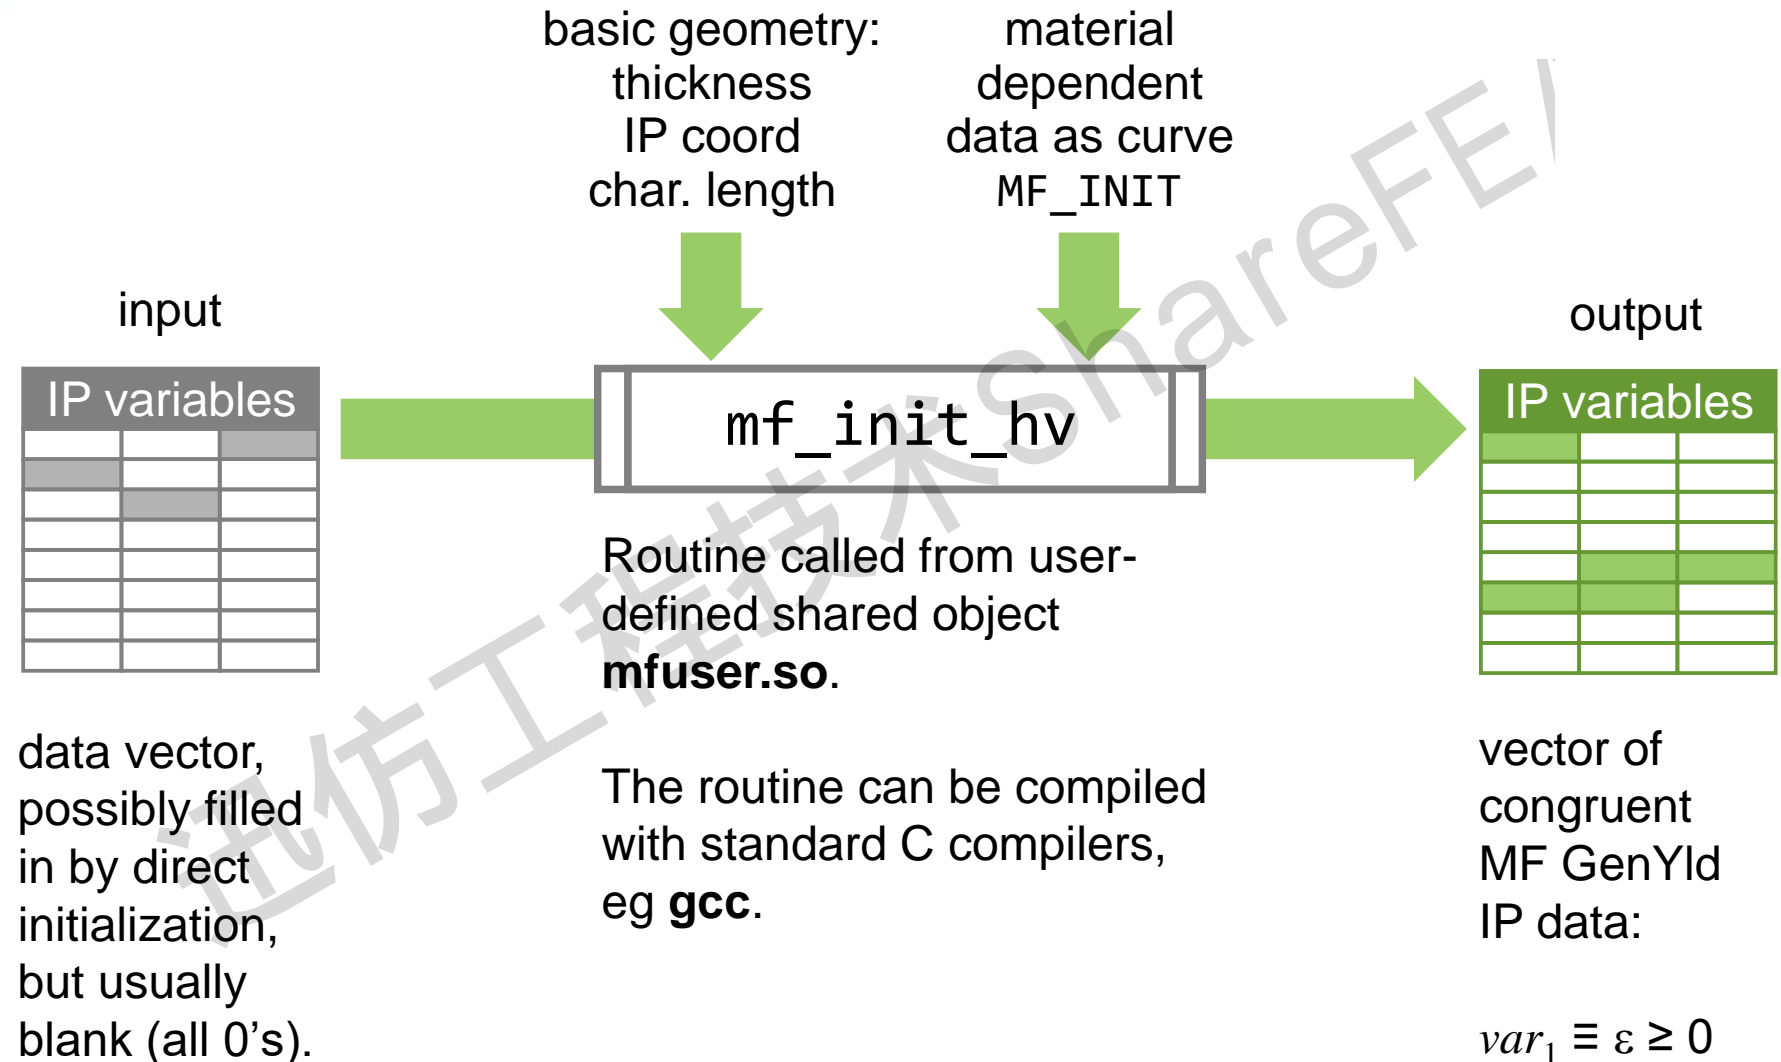 basic geometry:
thickness
IP coord
char. length
material
dependent
data as curve
MF_INIT
input
IP variables
data vector,
possibly filled
in by direct
initialization,
but usually
blank (all 0's).
mf_init_hv
Routine called from user-
defined shared object
mfuser.so.
The routine can be compiled
with standard C compilers,
eg gcc.
output
IP variables
vector of
congruent
MF GenYld
IP data:
var₁ ≡ ε ≥ 0
迅仿工程技术ShareFEA